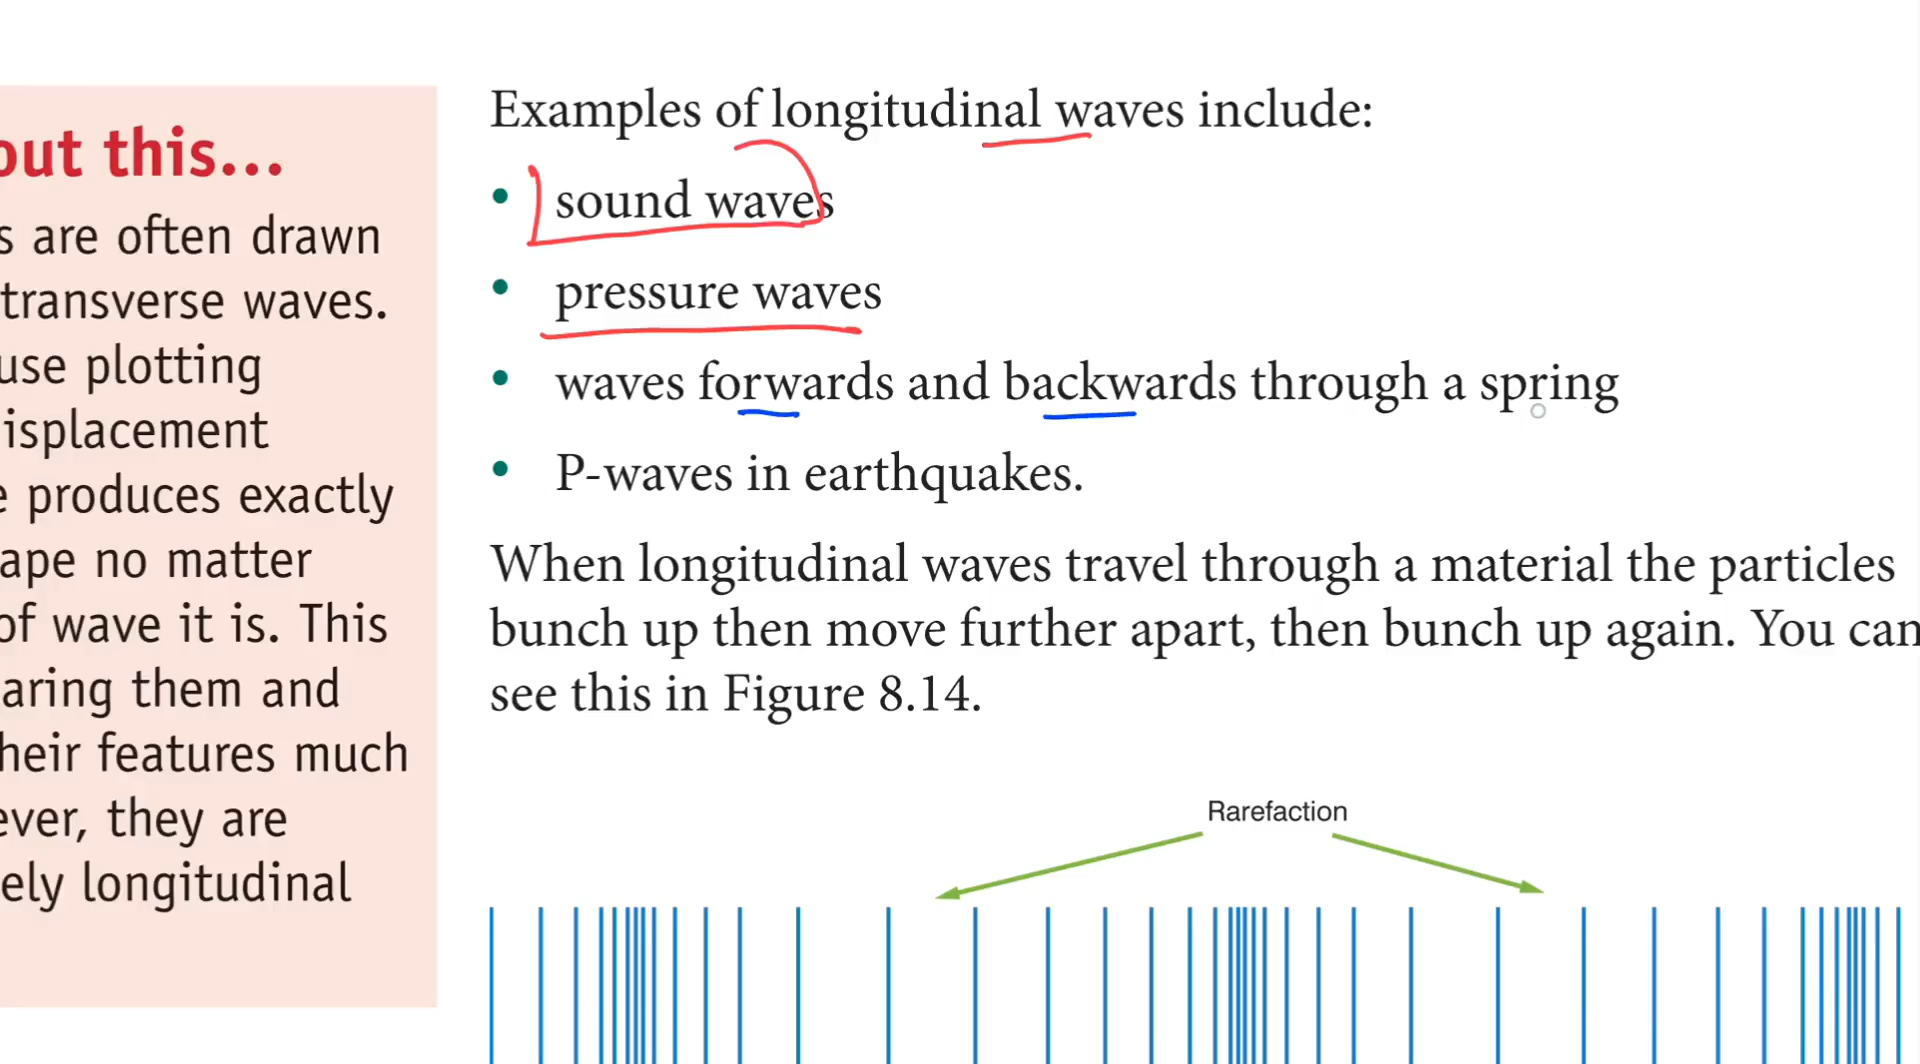 out this...
s are often drawn
transverse waves.
use plotting
isplacement
e produces exactly
ape no matter
of wave it is. This
aring them and
heir features much
ever, they are
ely longitudinal
Examples of longitudinal waves include:
• sound waves
• pressure waves
• waves forwards and backwards through a spring
• P-waves in earthquakes.
When longitudinal waves travel through a material the particles
bunch up then move further apart, then bunch up again. You can
see this in Figure 8.14.
Rarefaction